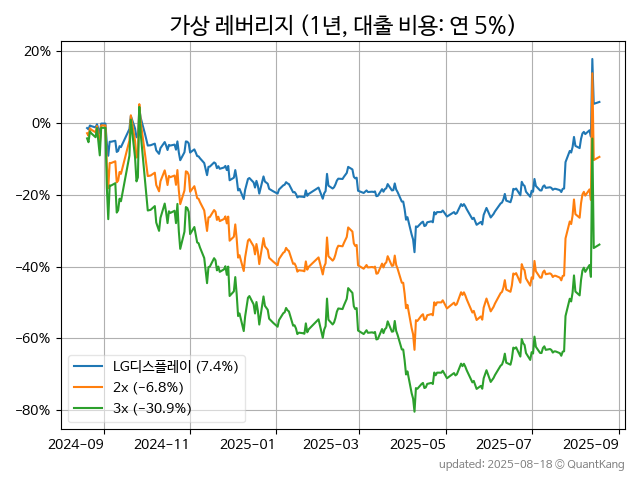 가상 레버리지 (1년, 대출 비용: 연 5%)
20%
0%
−20%
−40%
−60%
−80%
LG디스플레이 (7.4%)
2x (−6.8%)
3x (−30.9%)
2024-09 2024-11 2025-01 2025-03 2025-05 2025-07 2025-09
updated: 2025-08-18 © QuantKang